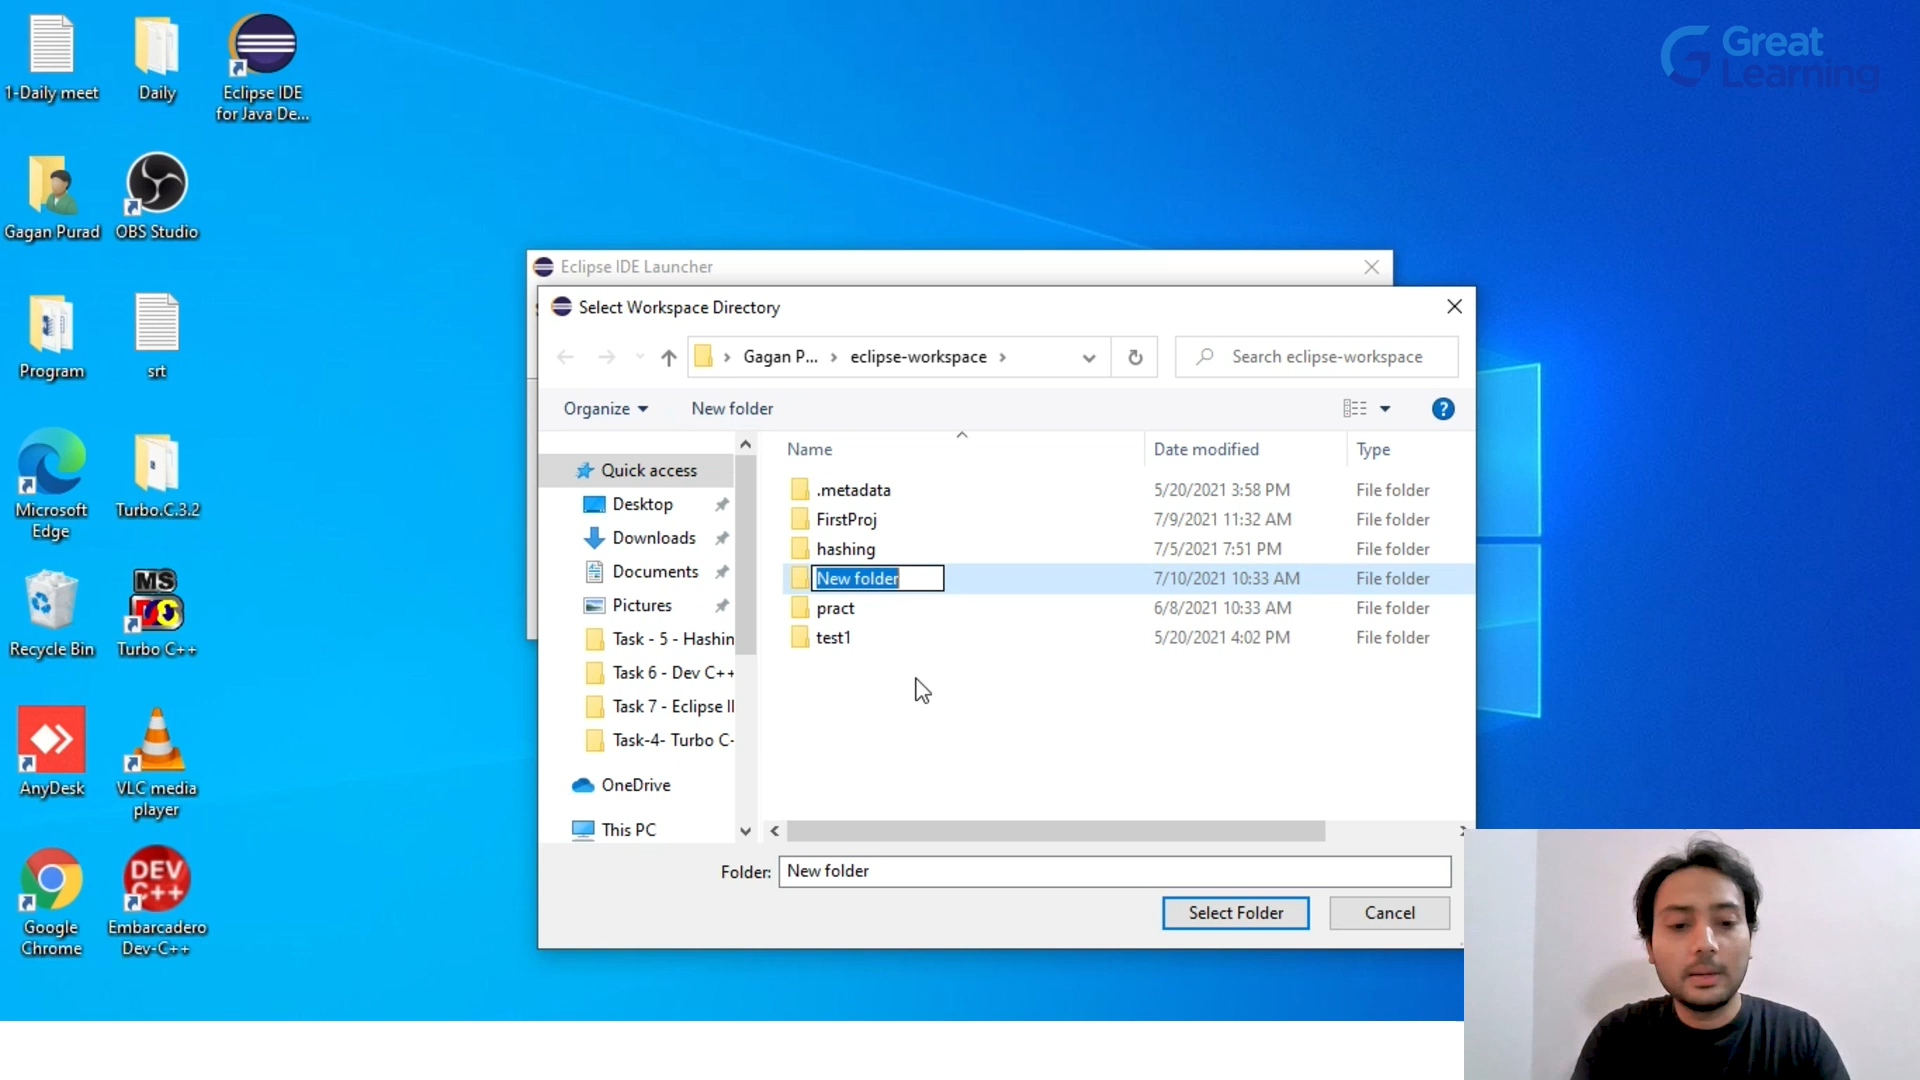 1-Daily meet
Daily
Eclipse IDE
for Java De...
Great
Learning
Gagan Purad
OBS Studio
Program
srt
Microsoft
Edge
Turbo.C.3.2
Recycle Bin
MS
Turbo C++
AnyDesk
VLC media
player
Google
Chrome
DEV
C++
Embarcadero
Dev-C++
Eclipse IDE Launcher
Select Workspace Directory
Gagan P... › eclipse-workspace ›
Search eclipse-workspace
Organize
New folder
?
Name
Date modified
Type
Quick access
Desktop
Downloads
Documents
Pictures
Task - 5 - Hashin
Task 6 - Dev C++
Task 7 - Eclipse I
Task-4- Turbo C-
OneDrive
This PC
.metadata 5/20/2021 3:58 PM File folder
FirstProj 7/9/2021 11:32 AM File folder
hashing 7/5/2021 7:51 PM File folder
New folder 7/10/2021 10:33 AM File folder
pract 6/8/2021 10:33 AM File folder
test1 5/20/2021 4:02 PM File folder
Folder: New folder
Select Folder
Cancel